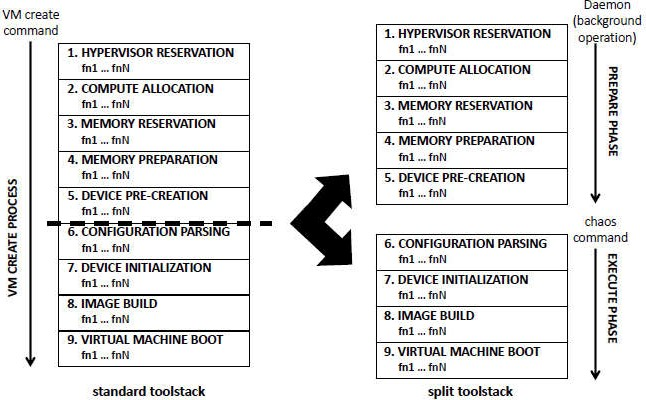 VM create
command
1. HYPERVISOR RESERVATION
fn1 ... fnN
2. COMPUTE ALLOCATION
fn1 ... fnN
3. MEMORY RESERVATION
fn1 ... fnN
4. MEMORY PREPARATION
fn1 ... fnN
5. DEVICE PRE-CREATION
fn1 ... fnN
6. CONFIGURATION PARSING
fn1 ... fnN
7. DEVICE INITIALIZATION
fn1 ... fnN
8. IMAGE BUILD
fn1 ... fnN
9. VIRTUAL MACHINE BOOT
fn1 ... fnN
VM CREATE PROCESS
standard toolstack
Daemon
(background
operation)
1. HYPERVISOR RESERVATION
fn1 ... fnN
2. COMPUTE ALLOCATION
fn1 ... fnN
3. MEMORY RESERVATION
fn1 ... fnN
4. MEMORY PREPARATION
fn1 ... fnN
5. DEVICE PRE-CREATION
fn1 ... fnN
PREPARE PHASE
chaos
command
6. CONFIGURATION PARSING
fn1 ... fnN
7. DEVICE INITIALIZATION
fn1 ... fnN
8. IMAGE BUILD
fn1 ... fnN
9. VIRTUAL MACHINE BOOT
fn1 ... fnN
EXECUTE PHASE
split toolstack